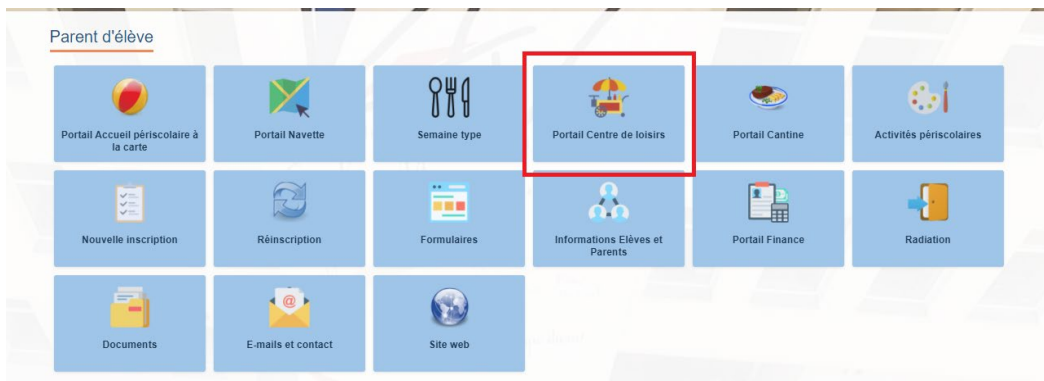 Parent d'élève
Portail Accueil périscolaire à
la carte
Portail Navette
Semaine type
Portail Centre de loisirs
Portail Cantine
Activités périscolaires
Nouvelle inscription
Réinscription
Formulaires
Informations Elèves et
Parents
Portail Finance
Radiation
Documents
E-mails et contact
Site web